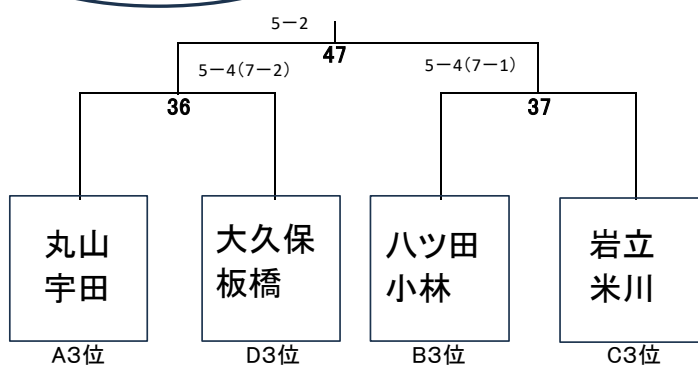 5－2
47
5－4(7－2)
5－4(7－1)
36
37
丸山
宇田
大久保
板橋
八ツ田
小林
岩立
米川
A3位
D3位
B3位
C3位